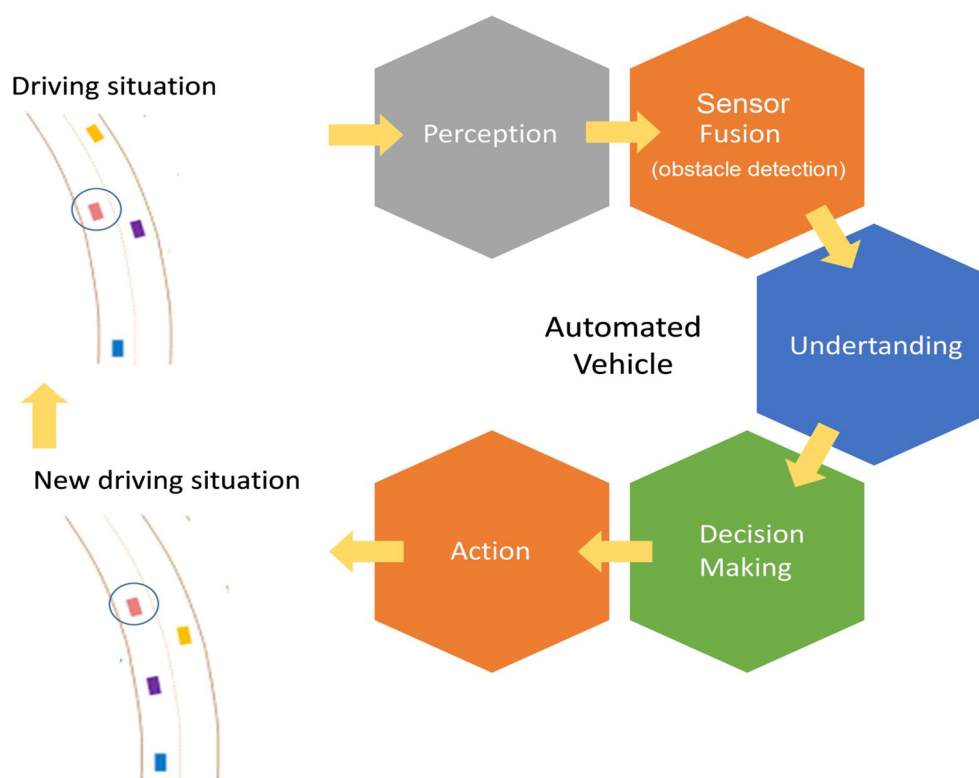 Driving situation
Perception
Sensor
Fusion
(obstacle detection)
Automated
Vehicle
Undertanding
New driving situation
Action
Decision
Making